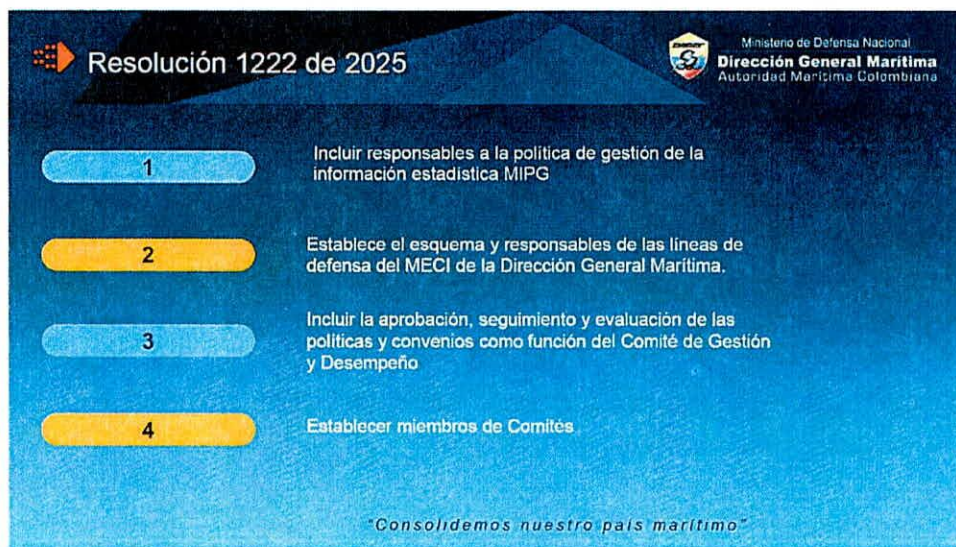 Resolución 1222 de 2025
Ministerio de Defensa Nacional
Dirección General Marítima
Autoridad Marítima Colombiana
1
Incluir responsables a la política de gestión de la
información estadística MIPG
2
Establece el esquema y responsables de las líneas de
defensa del MECI de la Dirección General Marítima.
3
Incluir la aprobación, seguimiento y evaluación de las
políticas y convenios como función del Comité de Gestión
y Desempeño
4
Establecer miembros de Comités
"Consolidemos nuestro país marítimo"